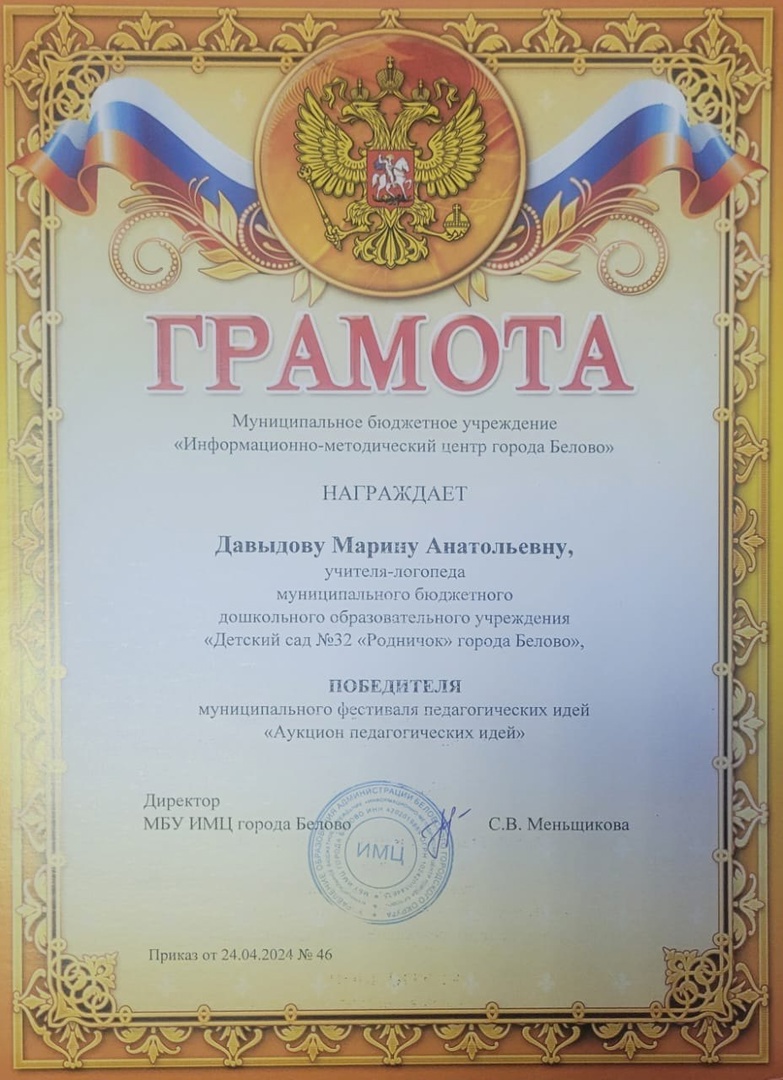 ГРАМОТА
Муниципальное бюджетное учреждение
«Информационно-методический центр города Белово»
НАГРАЖДАЕТ
Давыдову Марину Анатольевну,
учителя-логопеда
муниципального бюджетного
дошкольного образовательного учреждения
«Детский сад №32 «Родничок» города Белово»,
ПОБЕДИТЕЛЯ
муниципального фестиваля педагогических идей
«Аукцион педагогических идей»
Директор
МБУ ИМЦ города Белово С.В. Меньщикова
ИМЦ
Приказ от 24.04.2024 № 46